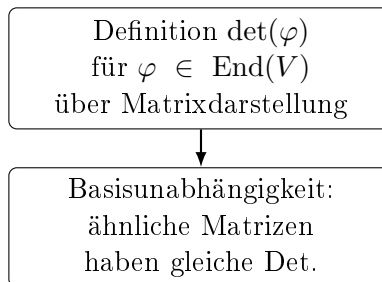 Definition det(φ)
für φ ∈ End(V)
über Matrixdarstellung
Basisunabhängigkeit:
ähnliche Matrizen
haben gleiche Det.